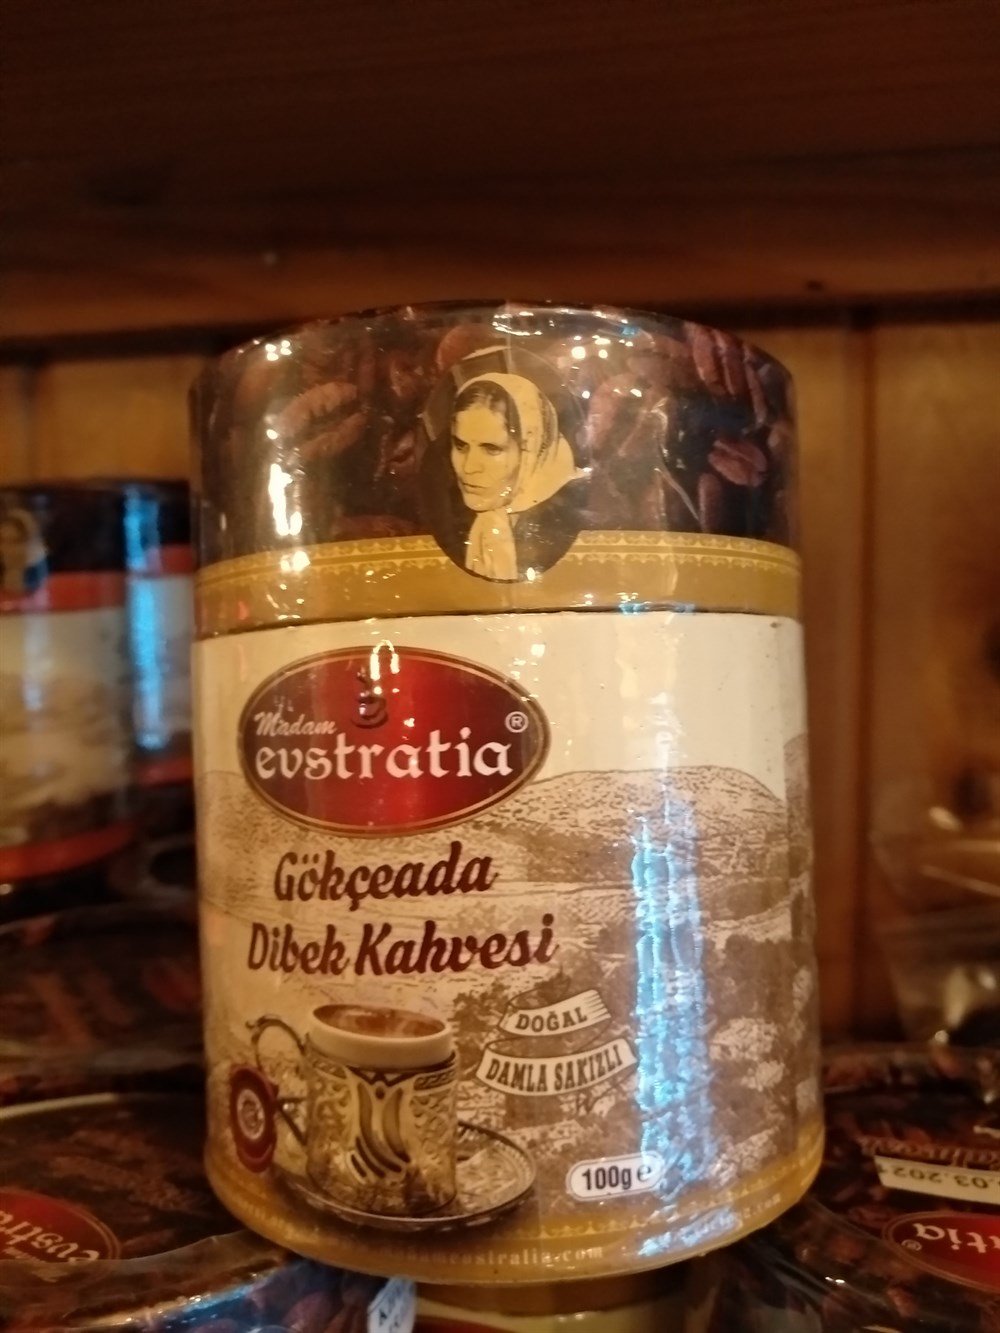 Madam
evstratia®
Gökçeada
Dibek Kahvesi
DOĞAL
DAMLA SAKIZLI
100g e